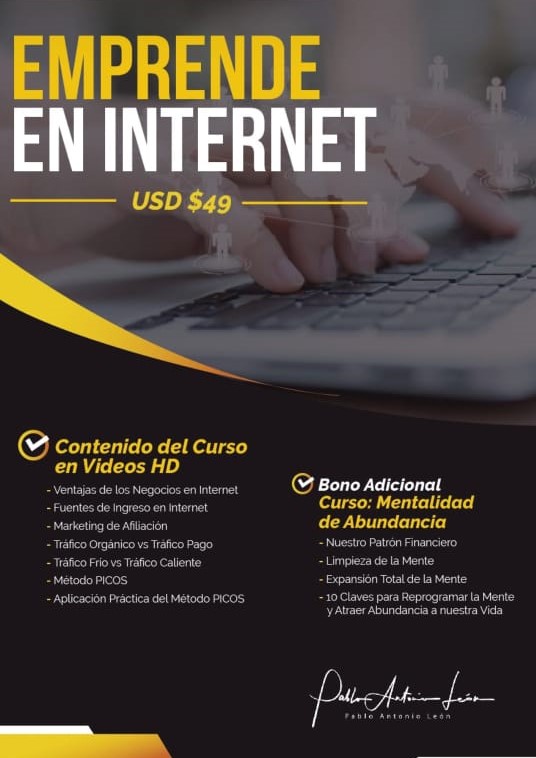 EMPRENDE
EN INTERNET
USD $49
Contenido del Curso
en Videos HD
- Ventajas de los Negocios en Internet
- Fuentes de Ingreso en Internet
- Marketing de Afiliación
- Tráfico Orgánico vs Tráfico Pago
- Tráfico Frío vs Tráfico Caliente
- Método PICOS
- Aplicación Práctica del Método PICOS
Bono Adicional
Curso: Mentalidad
de Abundancia
- Nuestro Patrón Financiero
- Limpieza de la Mente
- Expansión Total de la Mente
- 10 Claves para Reprogramar la Mente
y Atraer Abundancia a nuestra Vida
Pablo Antonio León
Pablo Antonio León